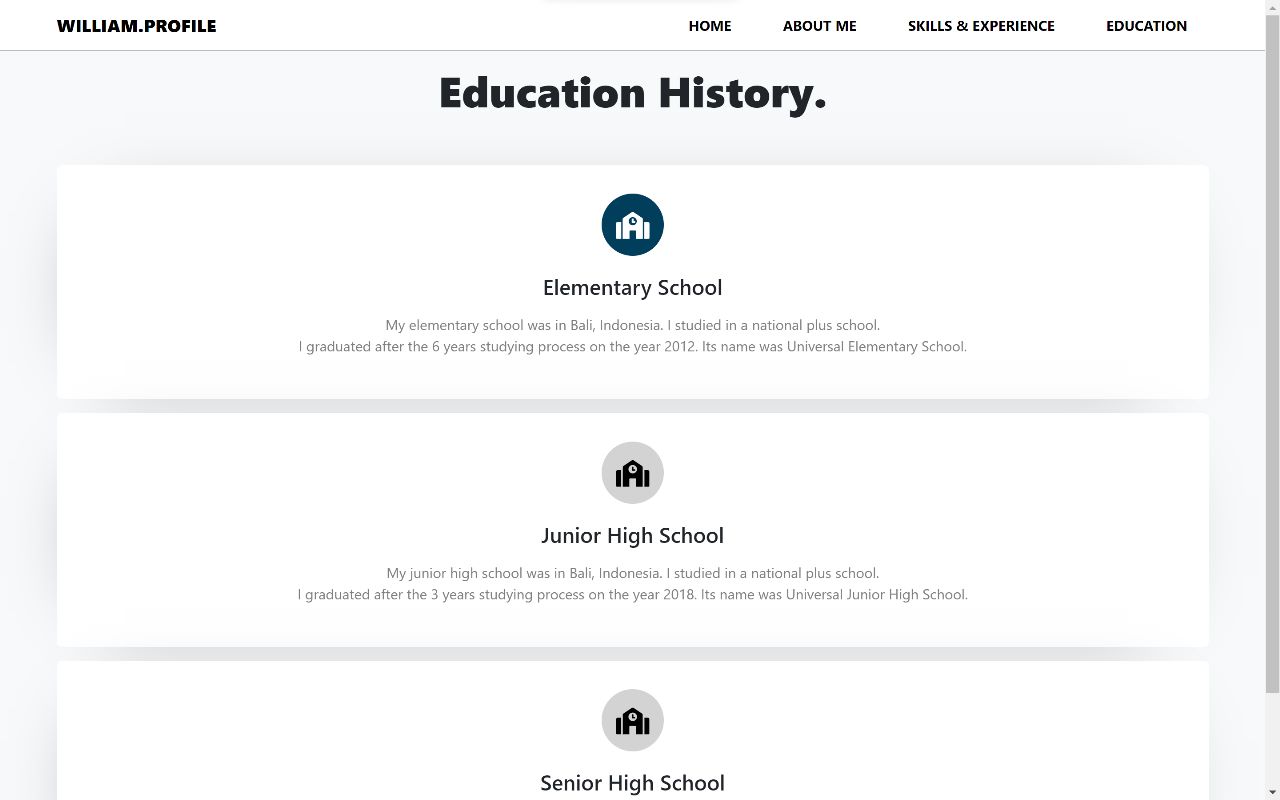 WILLIAM.PROFILE
HOME
ABOUT ME
SKILLS & EXPERIENCE
EDUCATION
Education History.
Elementary School
My elementary school was in Bali, Indonesia. I studied in a national plus school.
I graduated after the 6 years studying process on the year 2012. Its name was Universal Elementary School.
Junior High School
My junior high school was in Bali, Indonesia. I studied in a national plus school.
I graduated after the 3 years studying process on the year 2018. Its name was Universal Junior High School.
Senior High School